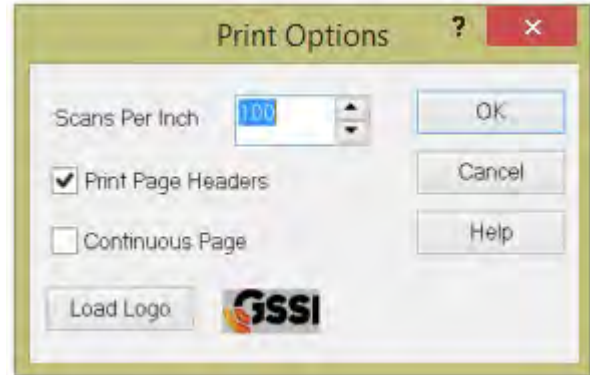 Print Options ? ×
Scans Per Inch 100 OK
Print Page Headers Cancel
Continuous Page Help
Load Logo GSSI